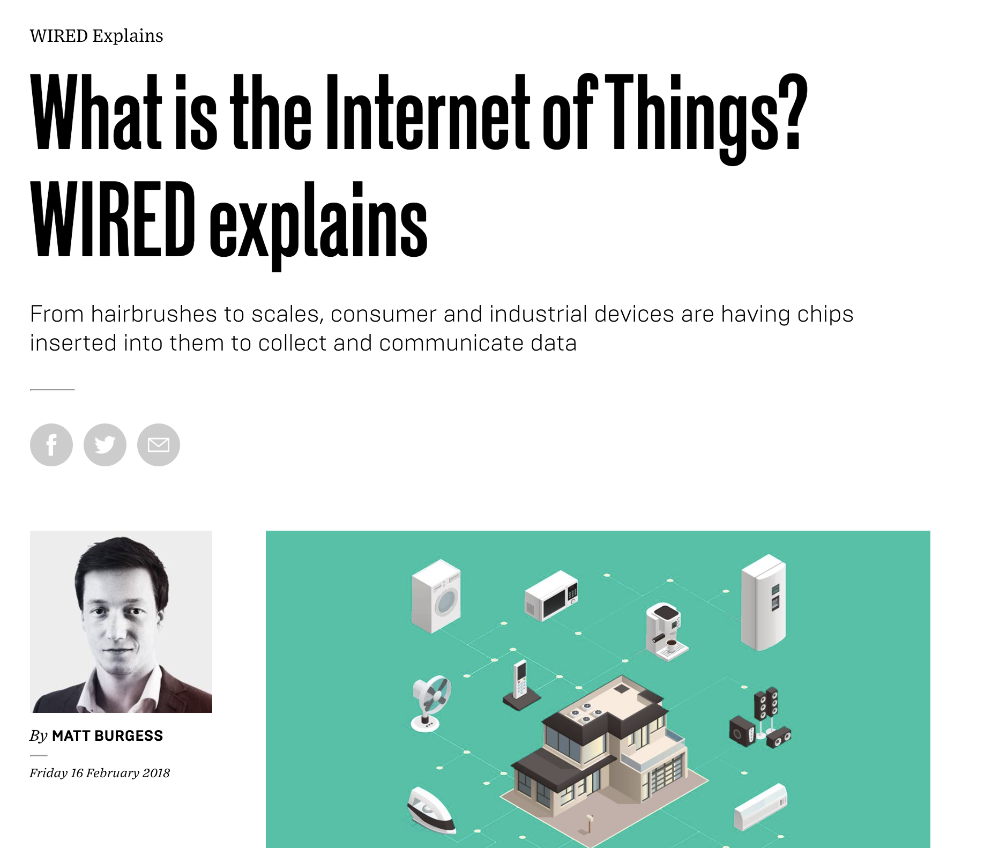 WIRED Explains
What is the Internet of Things?
WIRED explains
From hairbrushes to scales, consumer and industrial devices are having chips
inserted into them to collect and communicate data
By MATT BURGESS
Friday 16 February 2018